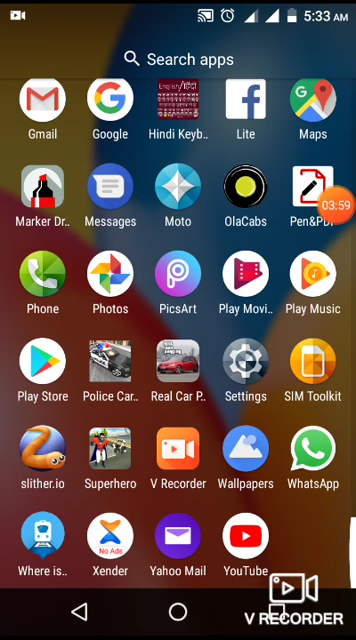 5:33 AM
Search apps
Gmail Google Hindi Keyb.. Lite Maps
Marker Dr.. Messages Moto OlaCabs Pen&PDF
03:59
Phone Photos PicsArt Play Movi.. Play Music
Play Store Police Car.. Real Car P.. Settings SIM Toolkit
slither.io Superhero V Recorder Wallpapers WhatsApp
No Ads
Where is.. Xender Yahoo Mail YouTube
V RECORDER